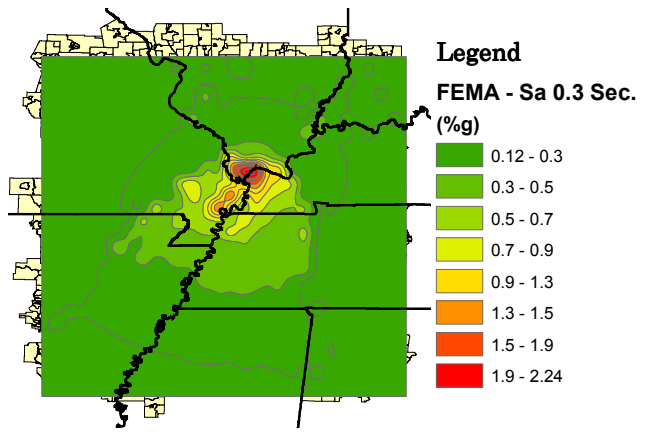 Legend
FEMA - Sa 0.3 Sec.
(%g)
0.12 - 0.3
0.3 - 0.5
0.5 - 0.7
0.7 - 0.9
0.9 - 1.3
1.3 - 1.5
1.5 - 1.9
1.9 - 2.24